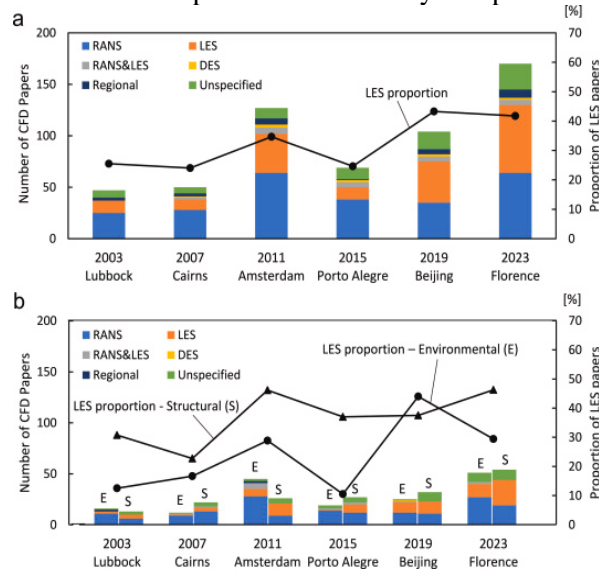 a
[%]
200
150
100
50
0
Number of CFD Papers
RANS
LES
RANS&LES
DES
Regional
Unspecified
LES proportion
70
60
50
40
30
20
10
0
Proportion of LES papers
2003 2007 2011 2015 2019 2023
Lubbock Cairns Amsterdam Porto Alegre Beijing Florence
b
[%]
200
150
100
50
0
Number of CFD Papers
RANS
LES
RANS&LES
DES
Regional
Unspecified
LES proportion – Environmental (E)
LES proportion - Structural (S)
E S E S E S E S E S E S
70
60
50
40
30
20
10
0
Proportion of LES papers
2003 2007 2011 2015 2019 2023
Lubbock Cairns Amsterdam Porto Alegre Beijing Florence